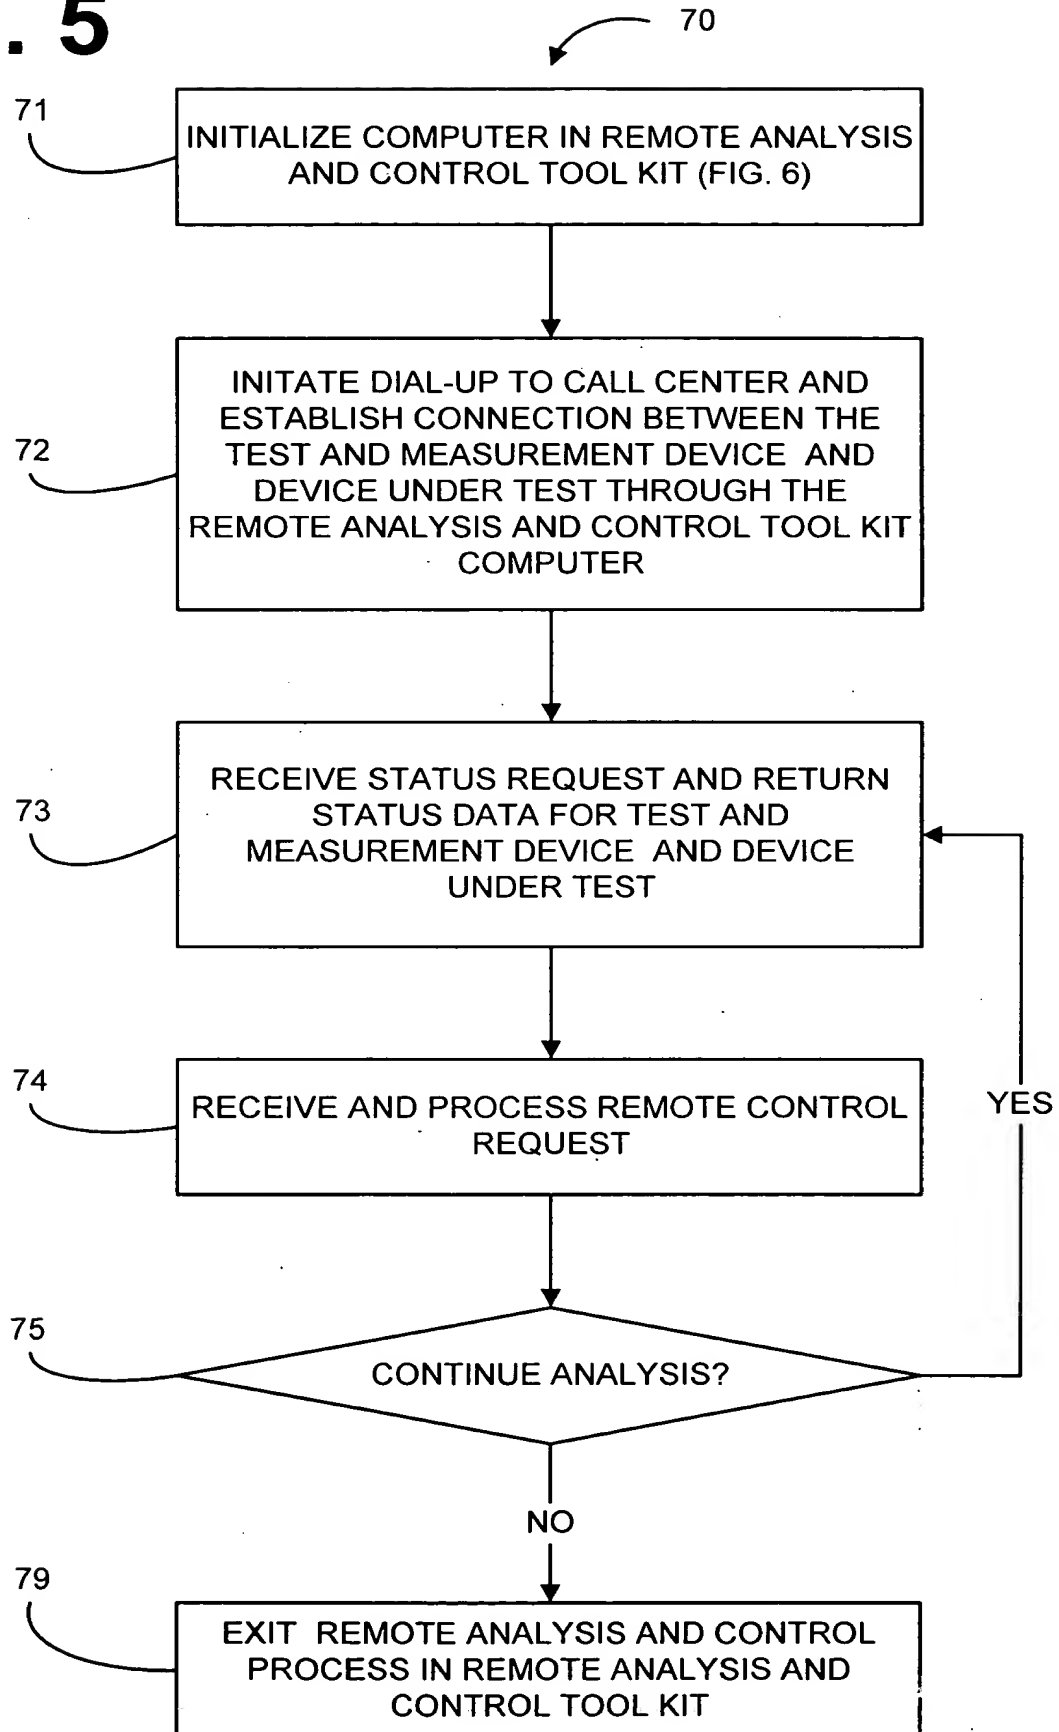 . 5
70
71
INITIALIZE COMPUTER IN REMOTE ANALYSIS
AND CONTROL TOOL KIT (FIG. 6)
72
INITATE DIAL-UP TO CALL CENTER AND
ESTABLISH CONNECTION BETWEEN THE
TEST AND MEASUREMENT DEVICE AND
DEVICE UNDER TEST THROUGH THE
REMOTE ANALYSIS AND CONTROL TOOL KIT
COMPUTER
73
RECEIVE STATUS REQUEST AND RETURN
STATUS DATA FOR TEST AND
MEASUREMENT DEVICE AND DEVICE
UNDER TEST
74
RECEIVE AND PROCESS REMOTE CONTROL
REQUEST
YES
75
CONTINUE ANALYSIS?
NO
79
EXIT REMOTE ANALYSIS AND CONTROL
PROCESS IN REMOTE ANALYSIS AND
CONTROL TOOL KIT